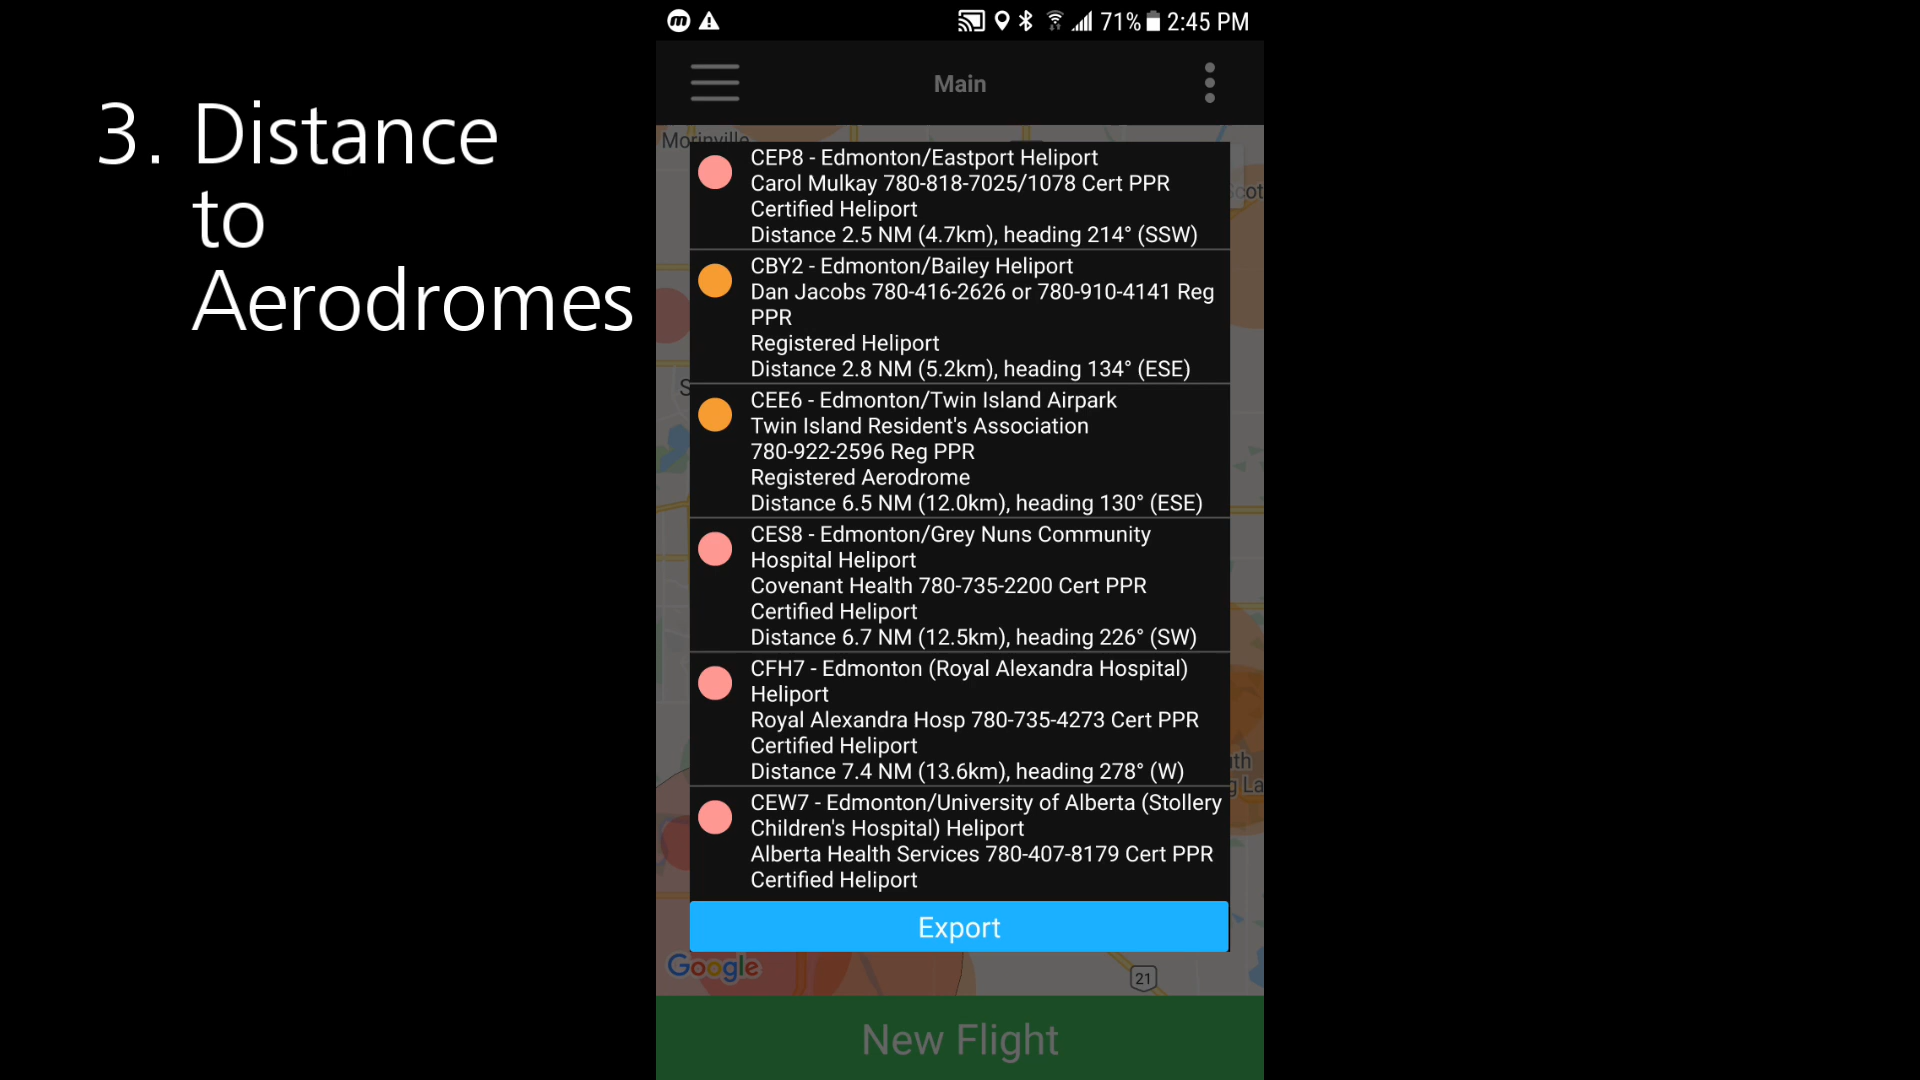 3. Distance
to
Aerodromes
71% 2:45 PM
Main
Morinville
CEP8 - Edmonton/Eastport Heliport
Carol Mulkay 780-818-7025/1078 Cert PPR
Certified Heliport
Distance 2.5 NM (4.7km), heading 214° (SSW)
CBY2 - Edmonton/Bailey Heliport
Dan Jacobs 780-416-2626 or 780-910-4141 Reg
PPR
Registered Heliport
Distance 2.8 NM (5.2km), heading 134° (ESE)
CEE6 - Edmonton/Twin Island Airpark
Twin Island Resident's Association
780-922-2596 Reg PPR
Registered Aerodrome
Distance 6.5 NM (12.0km), heading 130° (ESE)
CES8 - Edmonton/Grey Nuns Community
Hospital Heliport
Covenant Health 780-735-2200 Cert PPR
Certified Heliport
Distance 6.7 NM (12.5km), heading 226° (SW)
CFH7 - Edmonton (Royal Alexandra Hospital)
Heliport
Royal Alexandra Hosp 780-735-4273 Cert PPR
Certified Heliport
Distance 7.4 NM (13.6km), heading 278° (W)
CEW7 - Edmonton/University of Alberta (Stollery
Children's Hospital) Heliport
Alberta Health Services 780-407-8179 Cert PPR
Certified Heliport
Export
Google
21
New Flight